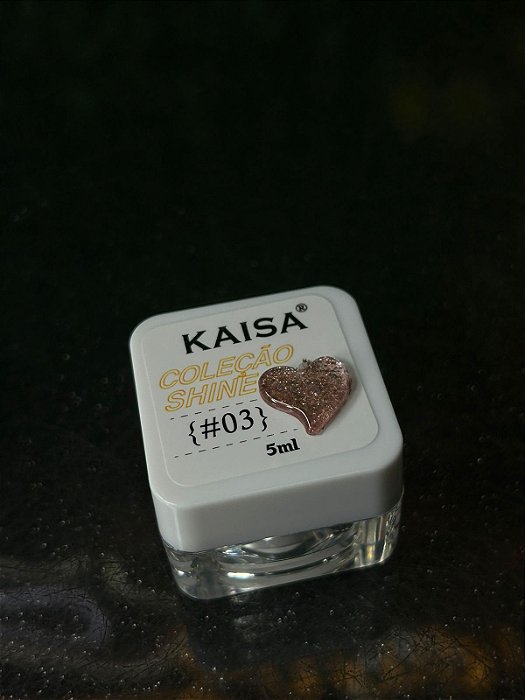 KAISA®
COLEÇÃO
SHINE
{#03}
5ml